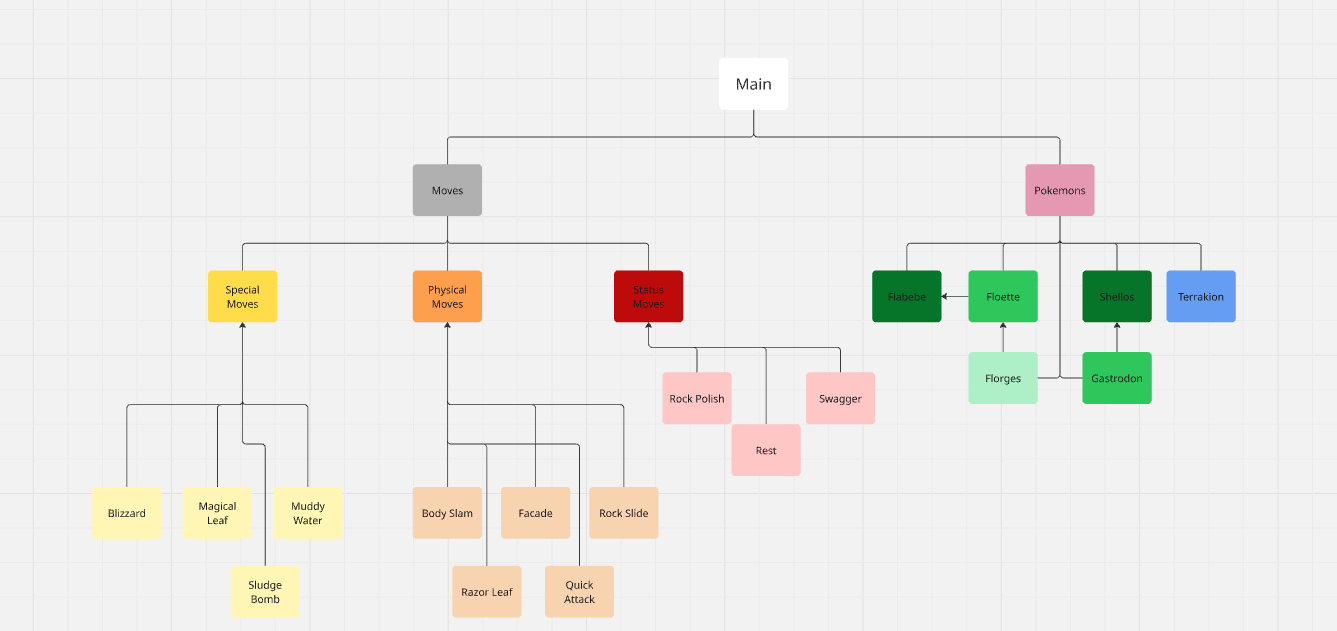 Main
Moves
Pokemons
Special
Moves
Physical
Moves
Status
Moves
Flabebe
Floette
Shellos
Terrakion
Florges
Gastrodon
Rock Polish
Swagger
Rest
Blizzard
Magical
Leaf
Muddy
Water
Body Slam
Facade
Rock Slide
Sludge
Bomb
Razor Leaf
Quick
Attack